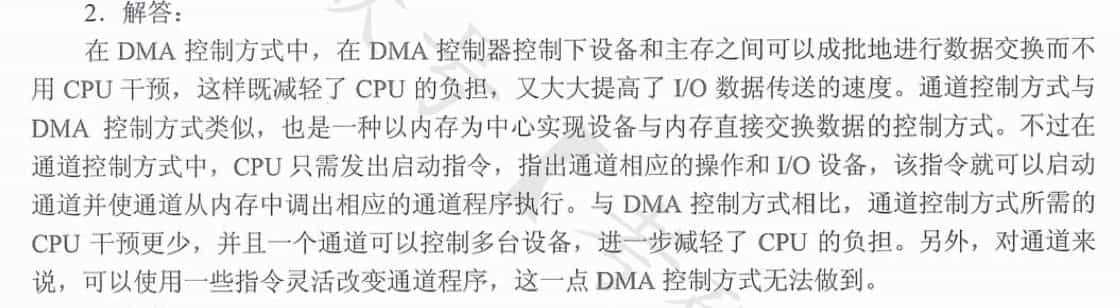 2．解答：
在 DMA 控制方式中，在 DMA 控制器控制下设备和主存之间可以成批地进行数据交换而不
用 CPU 干预，这样既减轻了 CPU 的负担，又大大提高了 I/O 数据传送的速度。通道控制方式与
DMA 控制方式类似，也是一种以内存为中心实现设备与内存直接交换数据的控制方式。不过在
通道控制方式中，CPU 只需发出启动指令，指出通道相应的操作和 I/O 设备，该指令就可以启动
通道并使通道从内存中调出相应的通道程序执行。与 DMA 控制方式相比，通道控制方式所需的
CPU 干预更少，并且一个通道可以控制多台设备，进一步减轻了 CPU 的负担。另外，对通道来
说，可以使用一些指令灵活改变通道程序，这一点 DMA 控制方式无法做到。